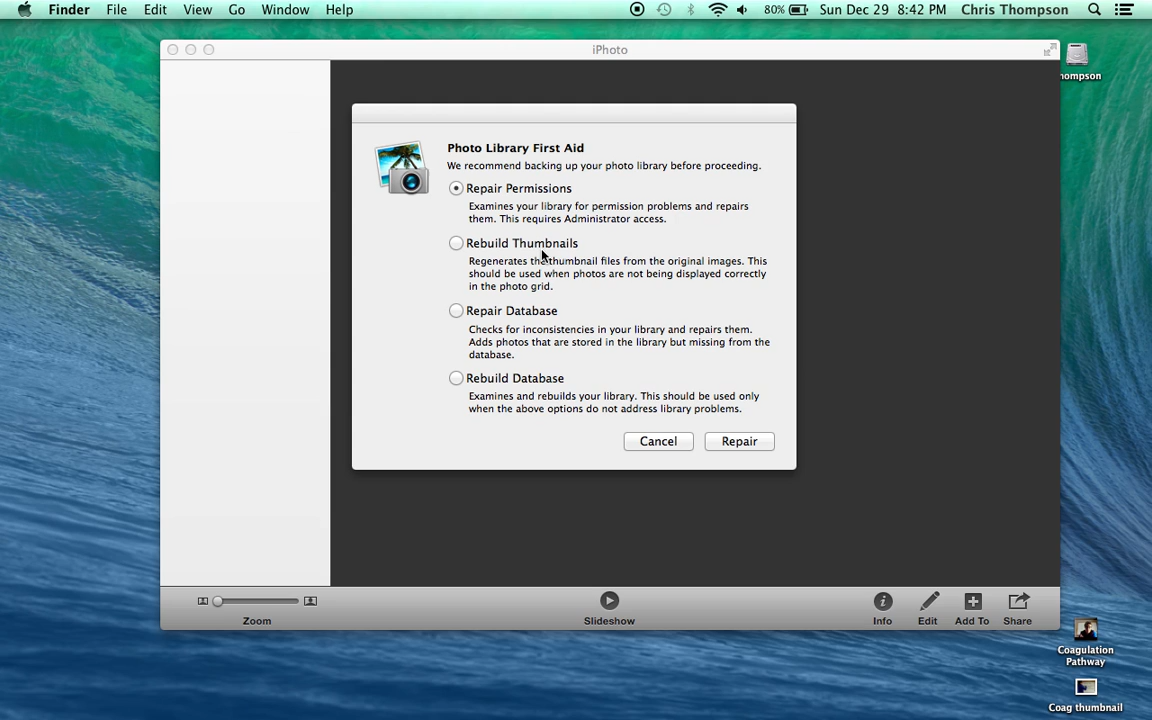 Finder File Edit View Go Window Help 80% Sun Dec 29 8:42 PM Chris Thompson
iPhoto
hompson
Photo Library First Aid
We recommend backing up your photo library before proceeding.
Repair Permissions
Examines your library for permission problems and repairs
them. This requires Administrator access.
Rebuild Thumbnails
Regenerates the thumbnail files from the original images. This
should be used when photos are not being displayed correctly
in the photo grid.
Repair Database
Checks for inconsistencies in your library and repairs them.
Adds photos that are stored in the library but missing from the
database.
Rebuild Database
Examines and rebuilds your library. This should be used only
when the above options do not address library problems.
Cancel Repair
Zoom Slideshow Info Edit Add To Share
Coagulation
Pathway
Coag thumbnail